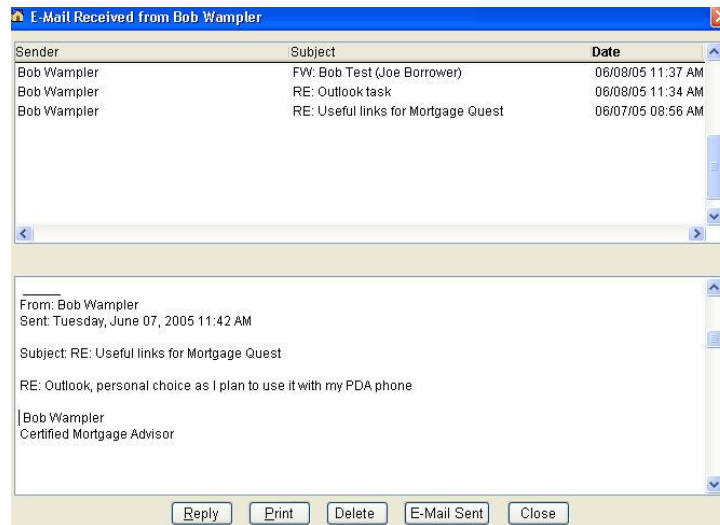 E-Mail Received from Bob Wampler
Sender Subject Date
Bob Wampler FW: Bob Test (Joe Borrower) 06/08/05 11:37 AM
Bob Wampler RE: Outlook task 06/08/05 11:34 AM
Bob Wampler RE: Useful links for Mortgage Quest 06/07/05 08:56 AM
From: Bob Wampler
Sent: Tuesday, June 07, 2005 11:42 AM
Subject: RE: Useful links for Mortgage Quest
RE: Outlook, personal choice as I plan to use it with my PDA phone
Bob Wampler
Certified Mortgage Advisor
Reply Print Delete E-Mail Sent Close